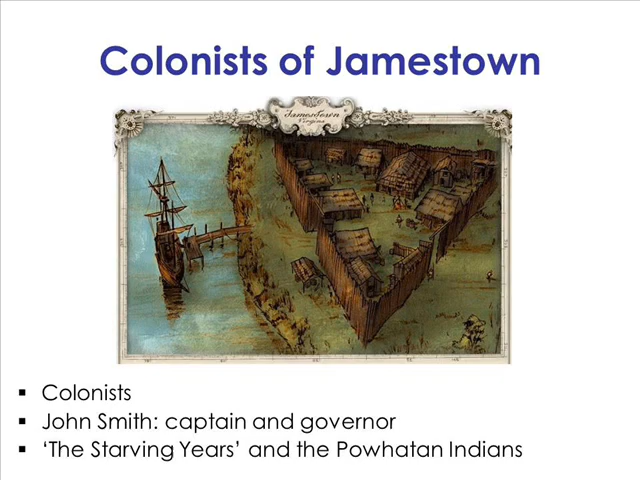 Colonists of Jamestown
JamesTown
Virginia
▪ Colonists
▪ John Smith: captain and governor
▪ ‘The Starving Years’ and the Powhatan Indians